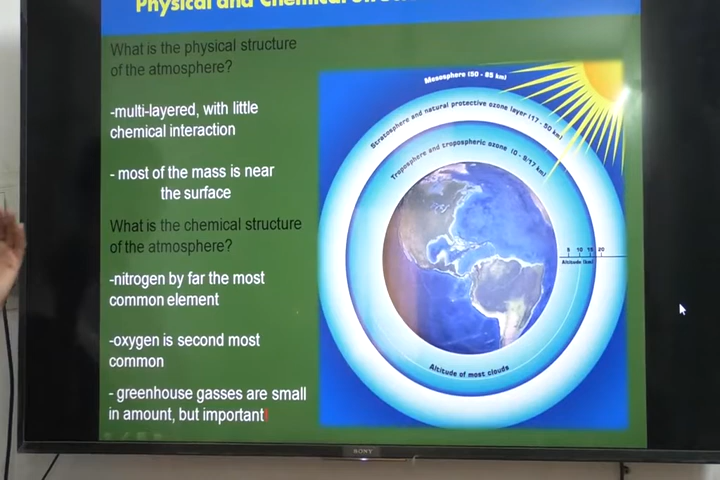 Physical and Chemical
What is the physical structure
of the atmosphere?
-multi-layered, with little
chemical interaction
- most of the mass is near
the surface
What is the chemical structure
of the atmosphere?
-nitrogen by far the most
common element
-oxygen is second most
common
- greenhouse gasses are small
in amount, but important!
Mesosphere (50 - 85 km)
Stratosphere and natural protective ozone layer (17 - 50 km)
Troposphere and tropospheric ozone (0 - 9/17 km)
5 10 15 20
Altitude (km)
Altitude of most clouds
SONY